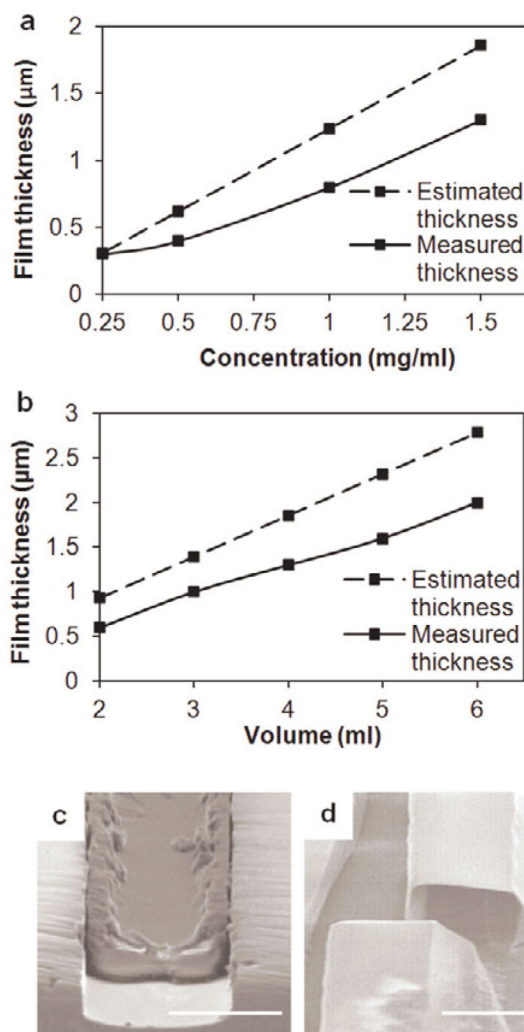 a
2
1.5
1
0.5
0
Film thickness (µm)
Estimated
thickness
Measured
thickness
0.25 0.5 0.75 1 1.25 1.5
Concentration (mg/ml)
b
3
2.5
2
1.5
1
0.5
0
Film thickness (µm)
Estimated
thickness
Measured
thickness
2 3 4 5 6
Volume (ml)
c d